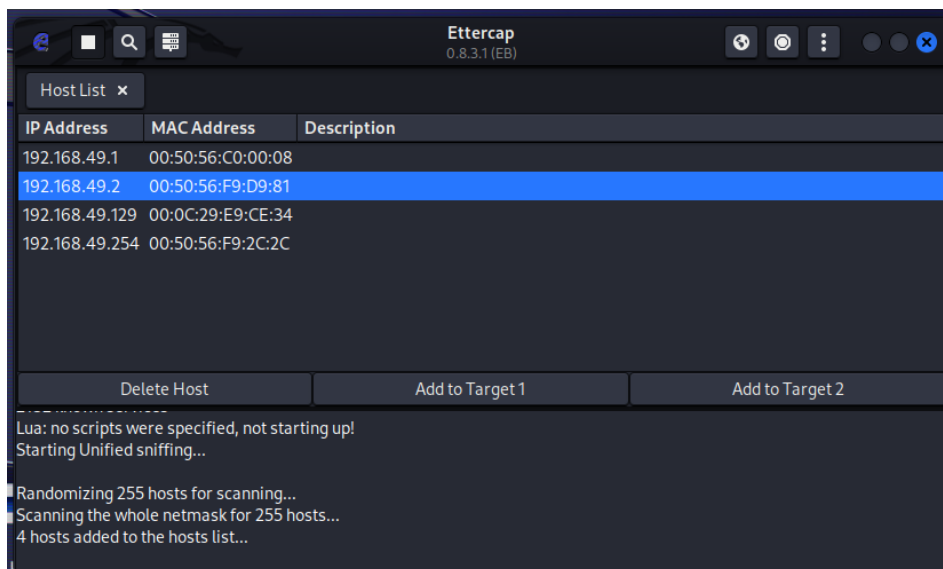 Ettercap
0.8.3.1 (EB)
Host List ×
IP Address MAC Address Description
192.168.49.1 00:50:56:C0:00:08
192.168.49.2 00:50:56:F9:D9:81
192.168.49.129 00:0C:29:E9:CE:34
192.168.49.254 00:50:56:F9:2C:2C
Delete Host Add to Target 1 Add to Target 2
Lua: no scripts were specified, not starting up!
Starting Unified sniffing...
Randomizing 255 hosts for scanning...
Scanning the whole netmask for 255 hosts...
4 hosts added to the hosts list...